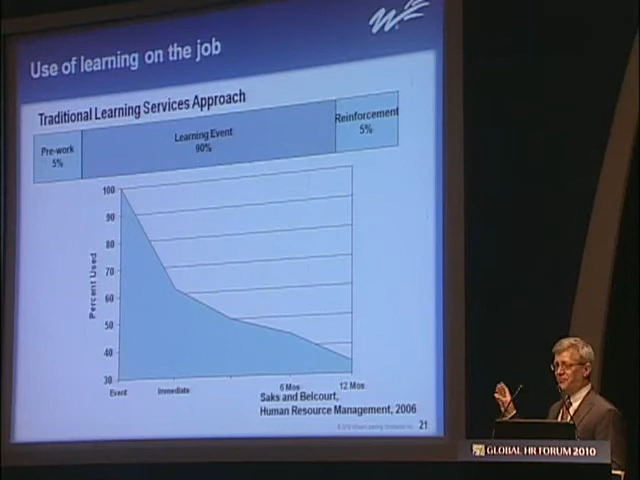 Use of learning on the job
Traditional Learning Services Approach
Pre-work
5%
Learning Event
90%
Reinforcement
5%
Percent Used
100
90
80
70
60
50
40
30
Event
Immediate
6 Mos
12 Mos
Saks and Belcourt,
Human Resource Management, 2006
21
GLOBAL HR FORUM 2010